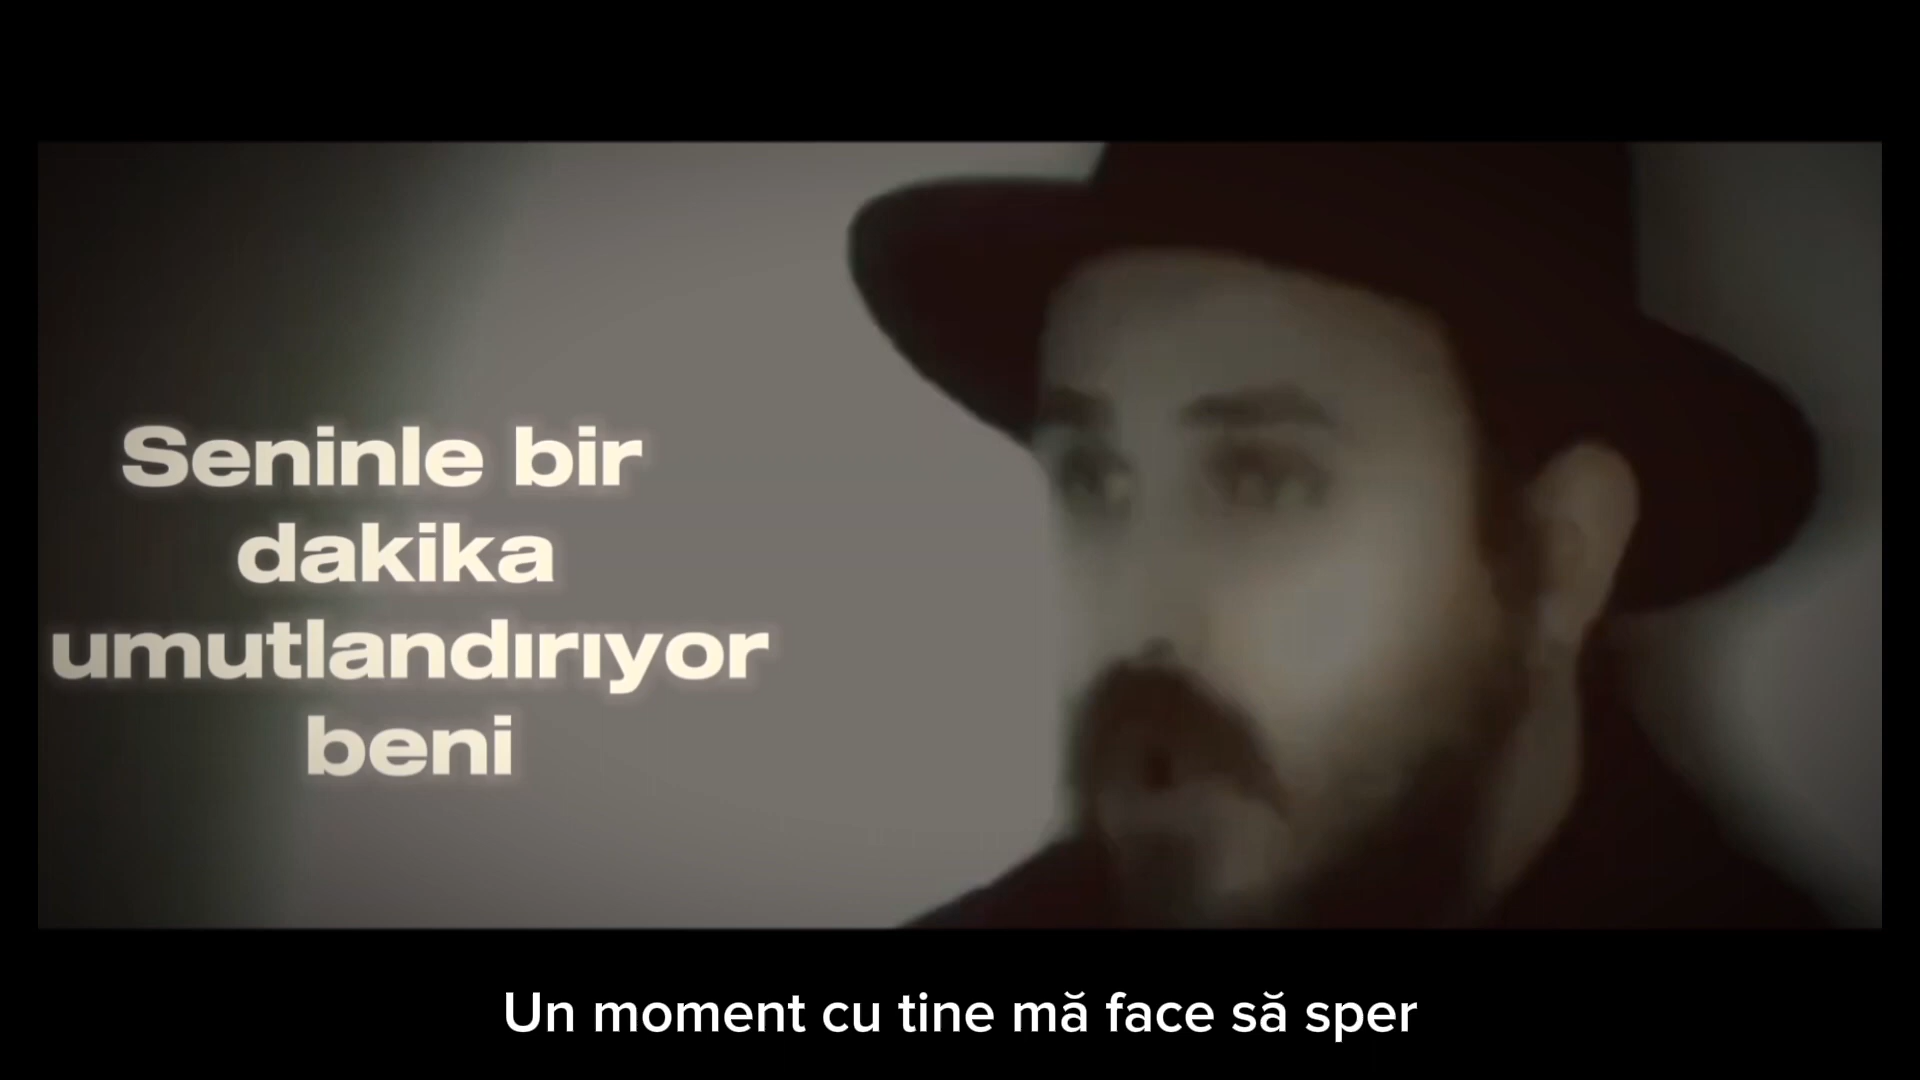 Seninle bir
dakika
umutlandırıyor
beni
Un moment cu tine mă face să sper